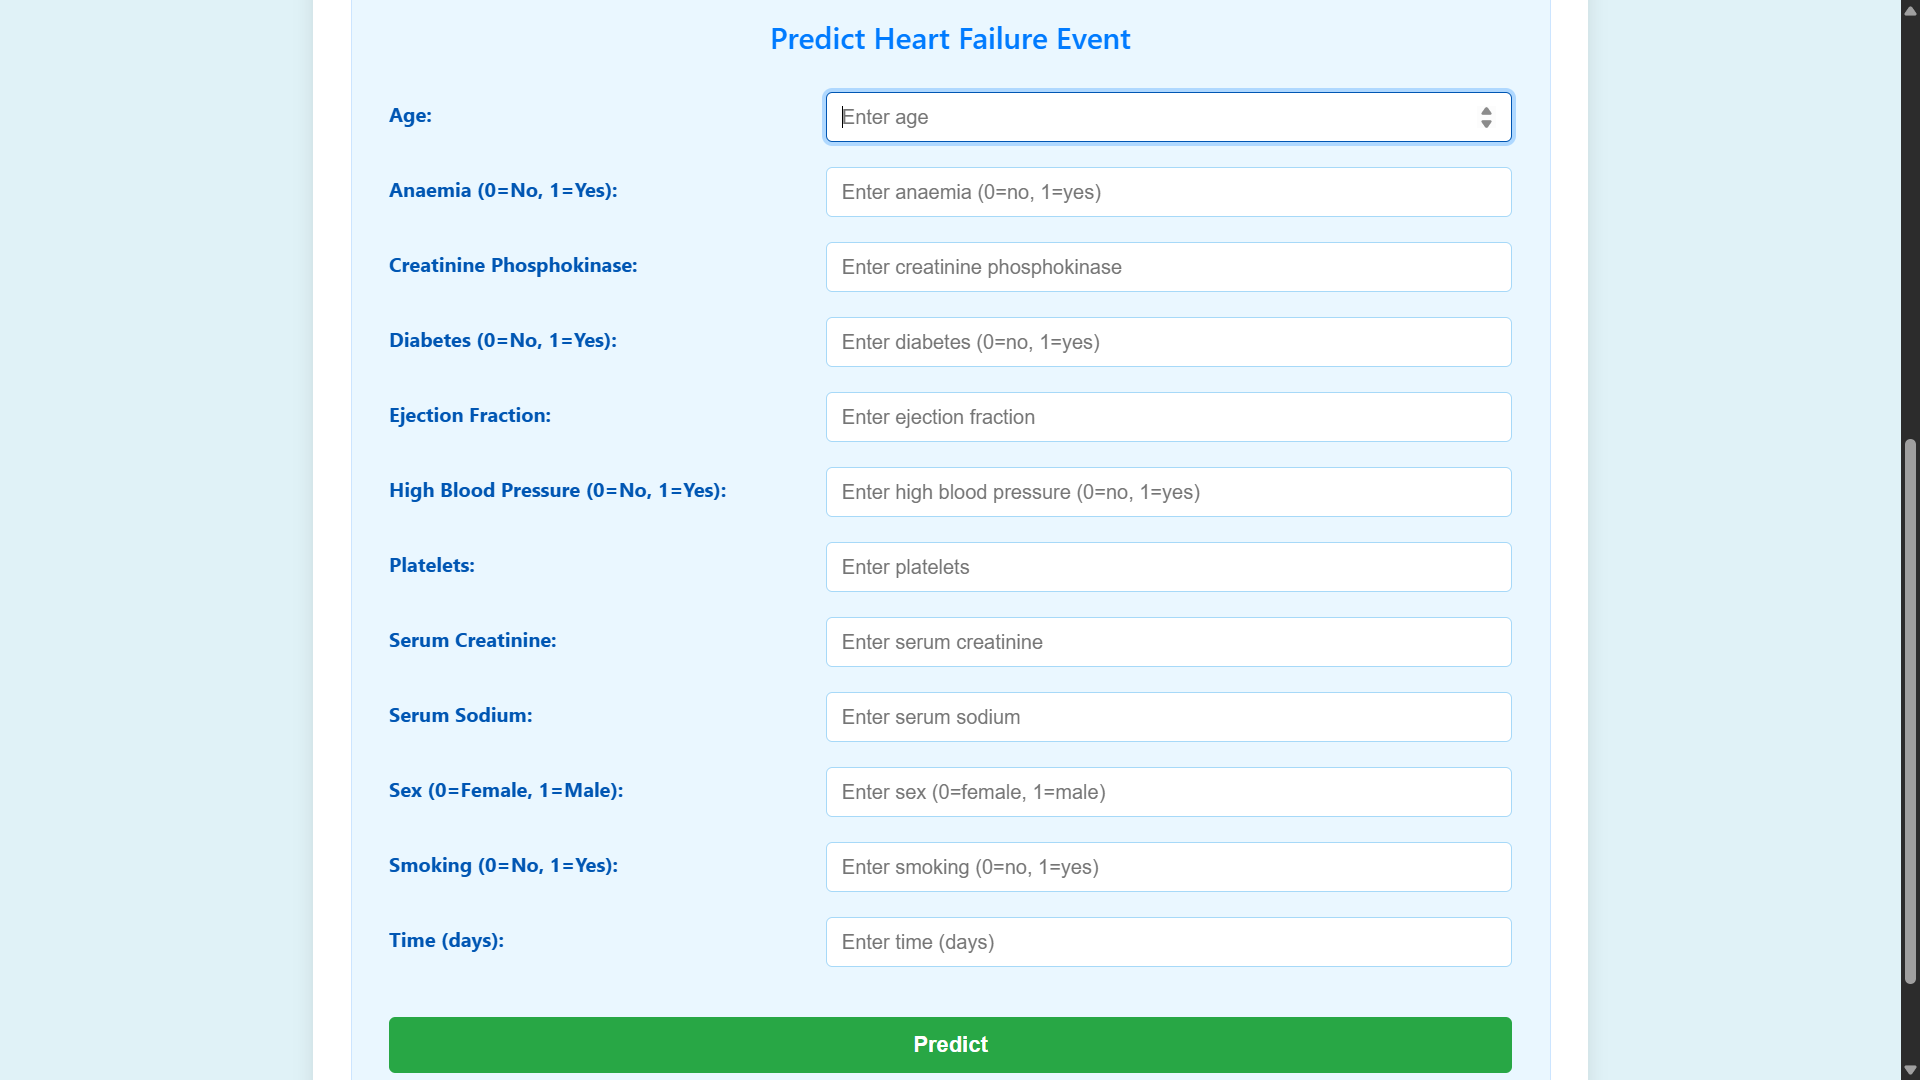 Predict Heart Failure Event
Age:
Enter age
Anaemia (0=No, 1=Yes):
Enter anaemia (0=no, 1=yes)
Creatinine Phosphokinase:
Enter creatinine phosphokinase
Diabetes (0=No, 1=Yes):
Enter diabetes (0=no, 1=yes)
Ejection Fraction:
Enter ejection fraction
High Blood Pressure (0=No, 1=Yes):
Enter high blood pressure (0=no, 1=yes)
Platelets:
Enter platelets
Serum Creatinine:
Enter serum creatinine
Serum Sodium:
Enter serum sodium
Sex (0=Female, 1=Male):
Enter sex (0=female, 1=male)
Smoking (0=No, 1=Yes):
Enter smoking (0=no, 1=yes)
Time (days):
Enter time (days)
Predict